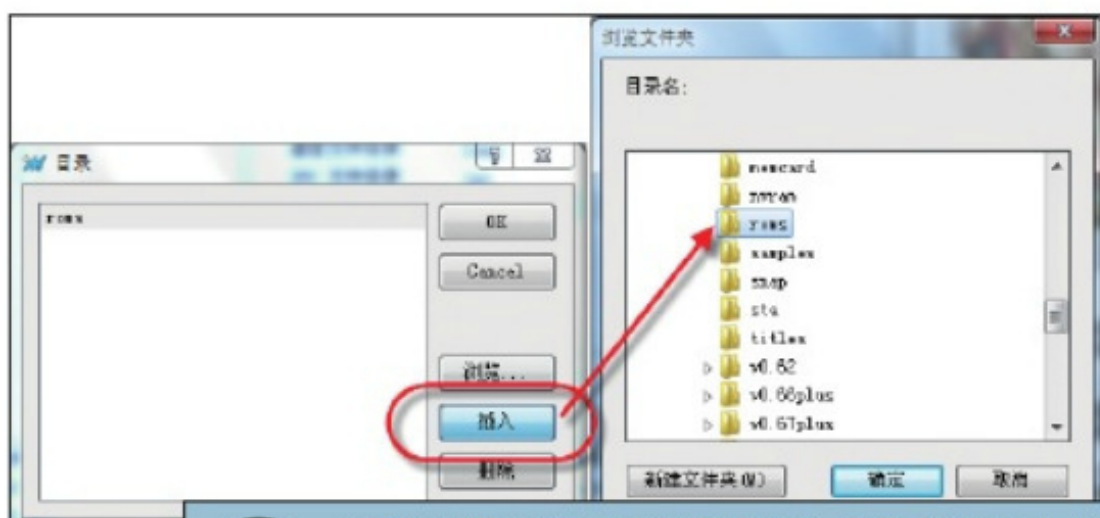 目录
roms
OK
Cancel
浏览...
插入
删除
浏览文件夹
目录名:
memcard
nvram
roms
samples
snap
sta
titles
v0.62
v0.66plus
v0.67plus
新建文件夹(M)
确定
取消